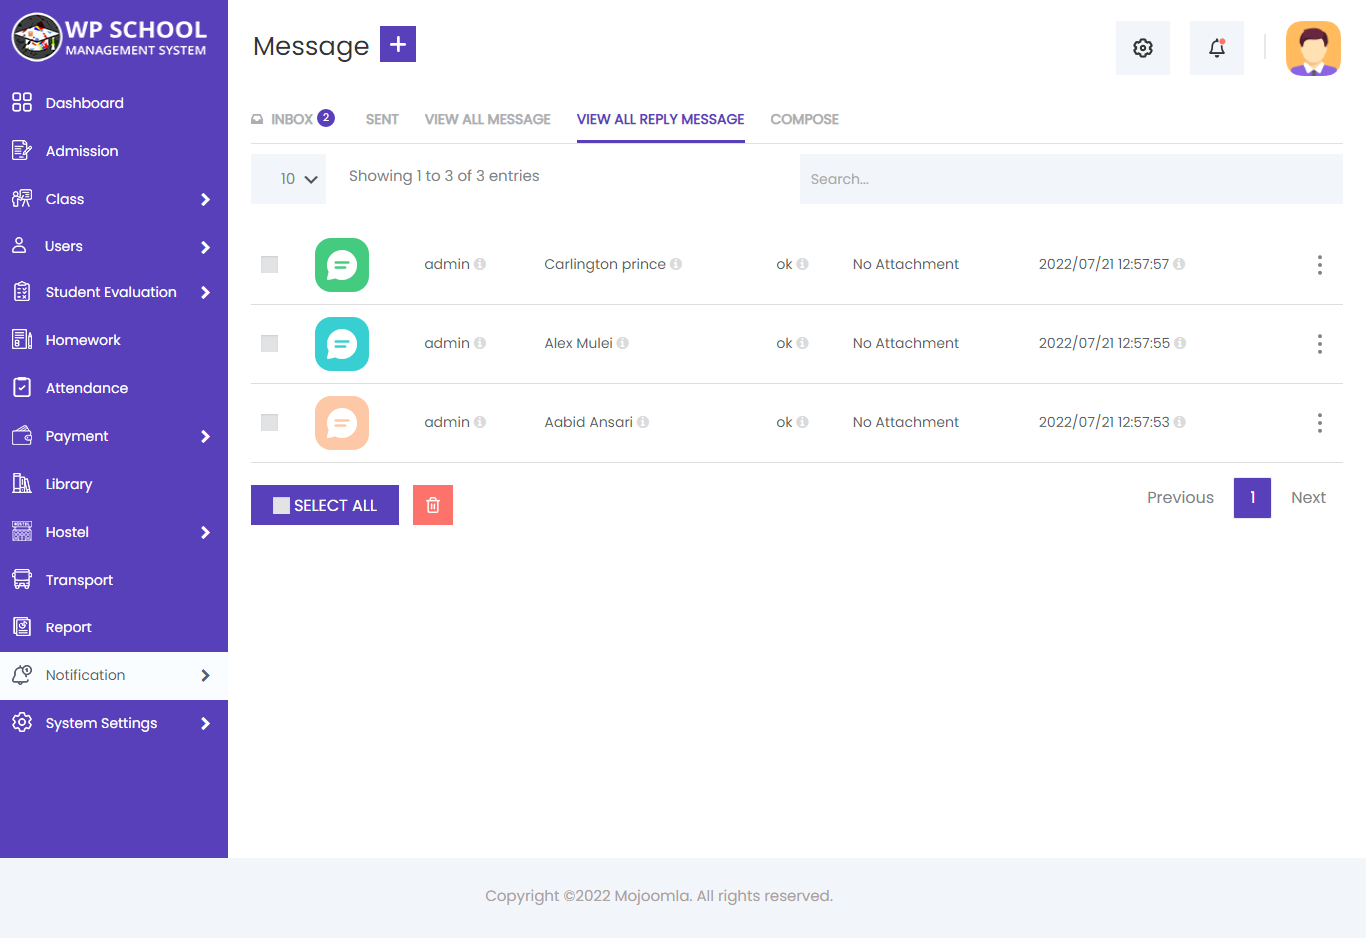 WP SCHOOL
MANAGEMENT SYSTEM
Dashboard
Admission
Class
Users
Student Evaluation
Homework
Attendance
Payment
Library
Hostel
Transport
Report
Notification
System Settings
Message +
INBOX 2 SENT VIEW ALL MESSAGE VIEW ALL REPLY MESSAGE COMPOSE
10 Showing 1 to 3 of 3 entries Search...
admin Carlington prince ok No Attachment 2022/07/21 12:57:57
admin Alex Mulei ok No Attachment 2022/07/21 12:57:55
admin Aabid Ansari ok No Attachment 2022/07/21 12:57:53
SELECT ALL Previous 1 Next
Copyright ©2022 Mojoomla. All rights reserved.